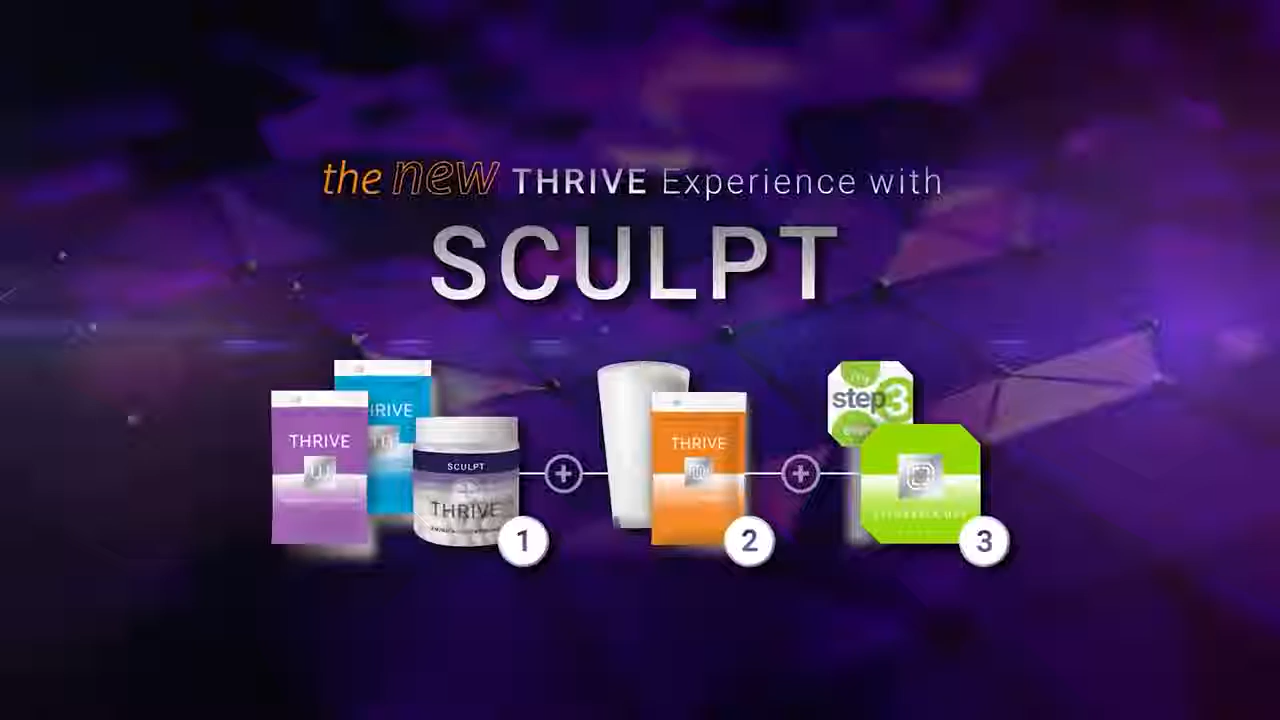 the new THRIVE Experience with
SCULPT
THRIVE
THRIVE
SCULPT
THRIVE
1
THRIVE
2
step3
3